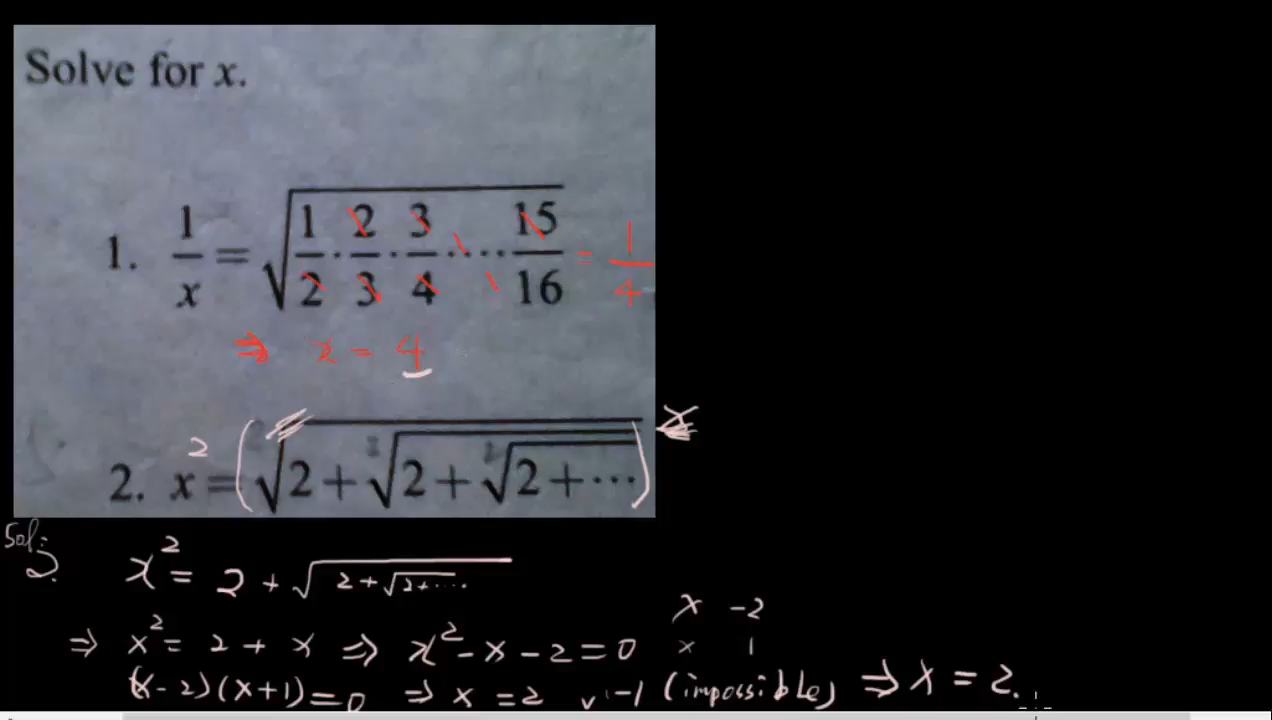 Solve for x.
1. 1/x = √(1/2 · 2/3 · 3/4 · ··· 15/16) = 1/4
⇒ x = 4
2. x² = (√(2+√(2+√(2+···))))²
Sol:
2. x² = 2 + √(2+√(2+·····))
⇒ x² = 2 + x ⇒ x² - x - 2 = 0
x -2
x 1
(x-2)(x+1)=0 ⇒ x = 2 ∨ -1 (impossible) ⇒ x = 2.